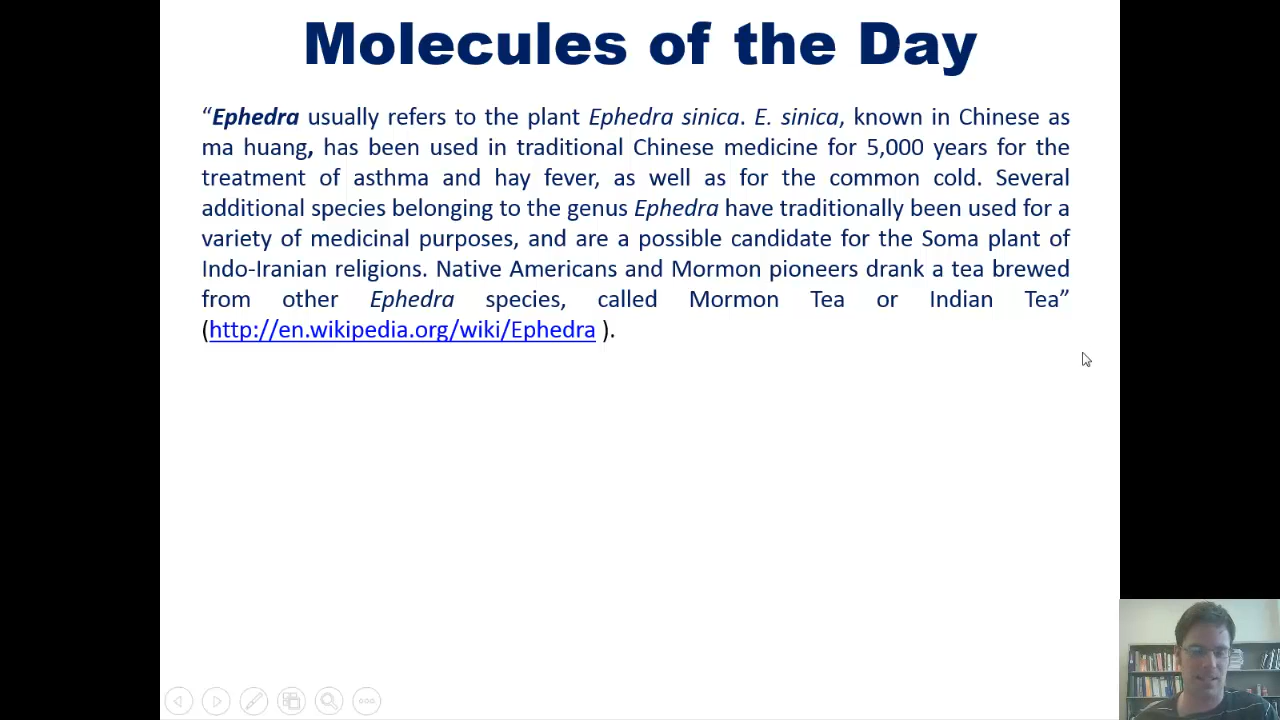 Molecules of the Day
“Ephedra usually refers to the plant Ephedra sinica. E. sinica, known in Chinese as
ma huang, has been used in traditional Chinese medicine for 5,000 years for the
treatment of asthma and hay fever, as well as for the common cold. Several
additional species belonging to the genus Ephedra have traditionally been used for a
variety of medicinal purposes, and are a possible candidate for the Soma plant of
Indo-Iranian religions. Native Americans and Mormon pioneers drank a tea brewed
from other Ephedra species, called Mormon Tea or Indian Tea”
(http://en.wikipedia.org/wiki/Ephedra ).